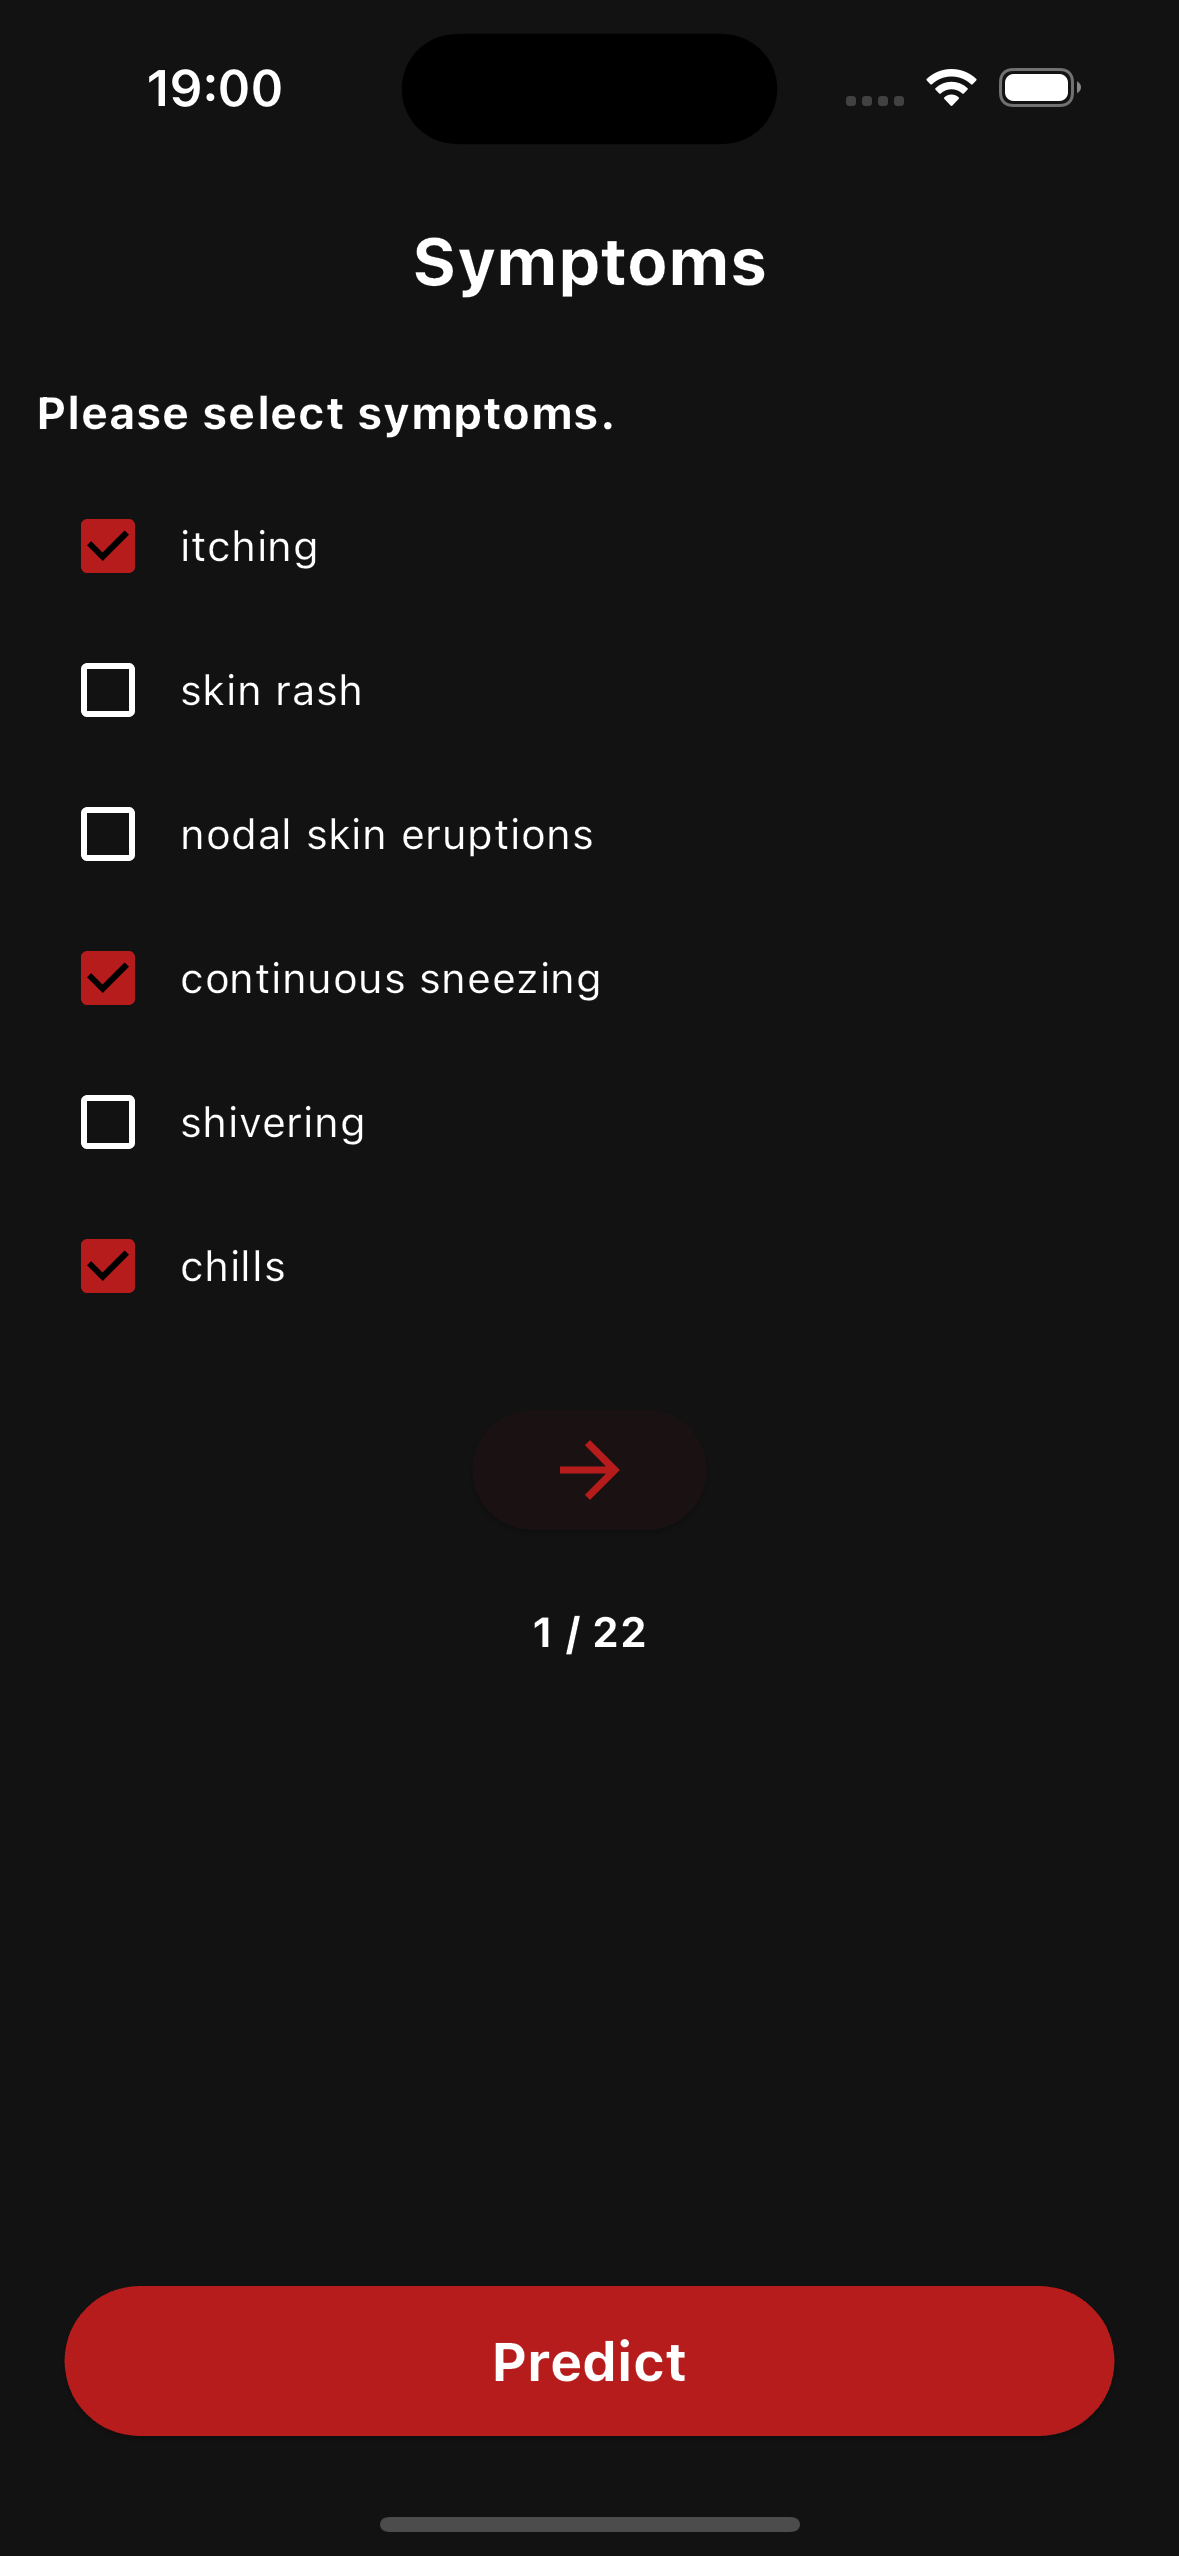 19:00
Symptoms
Please select symptoms.
itching
skin rash
nodal skin eruptions
continuous sneezing
shivering
chills
1 / 22
Predict